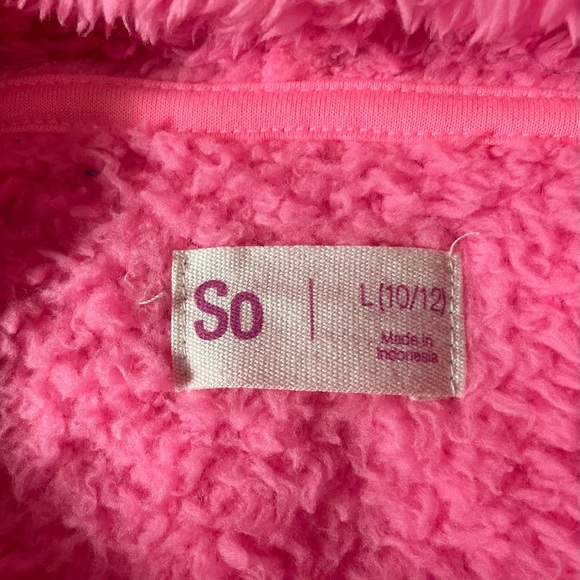 So | L (10/12)
Made in
Indonesia